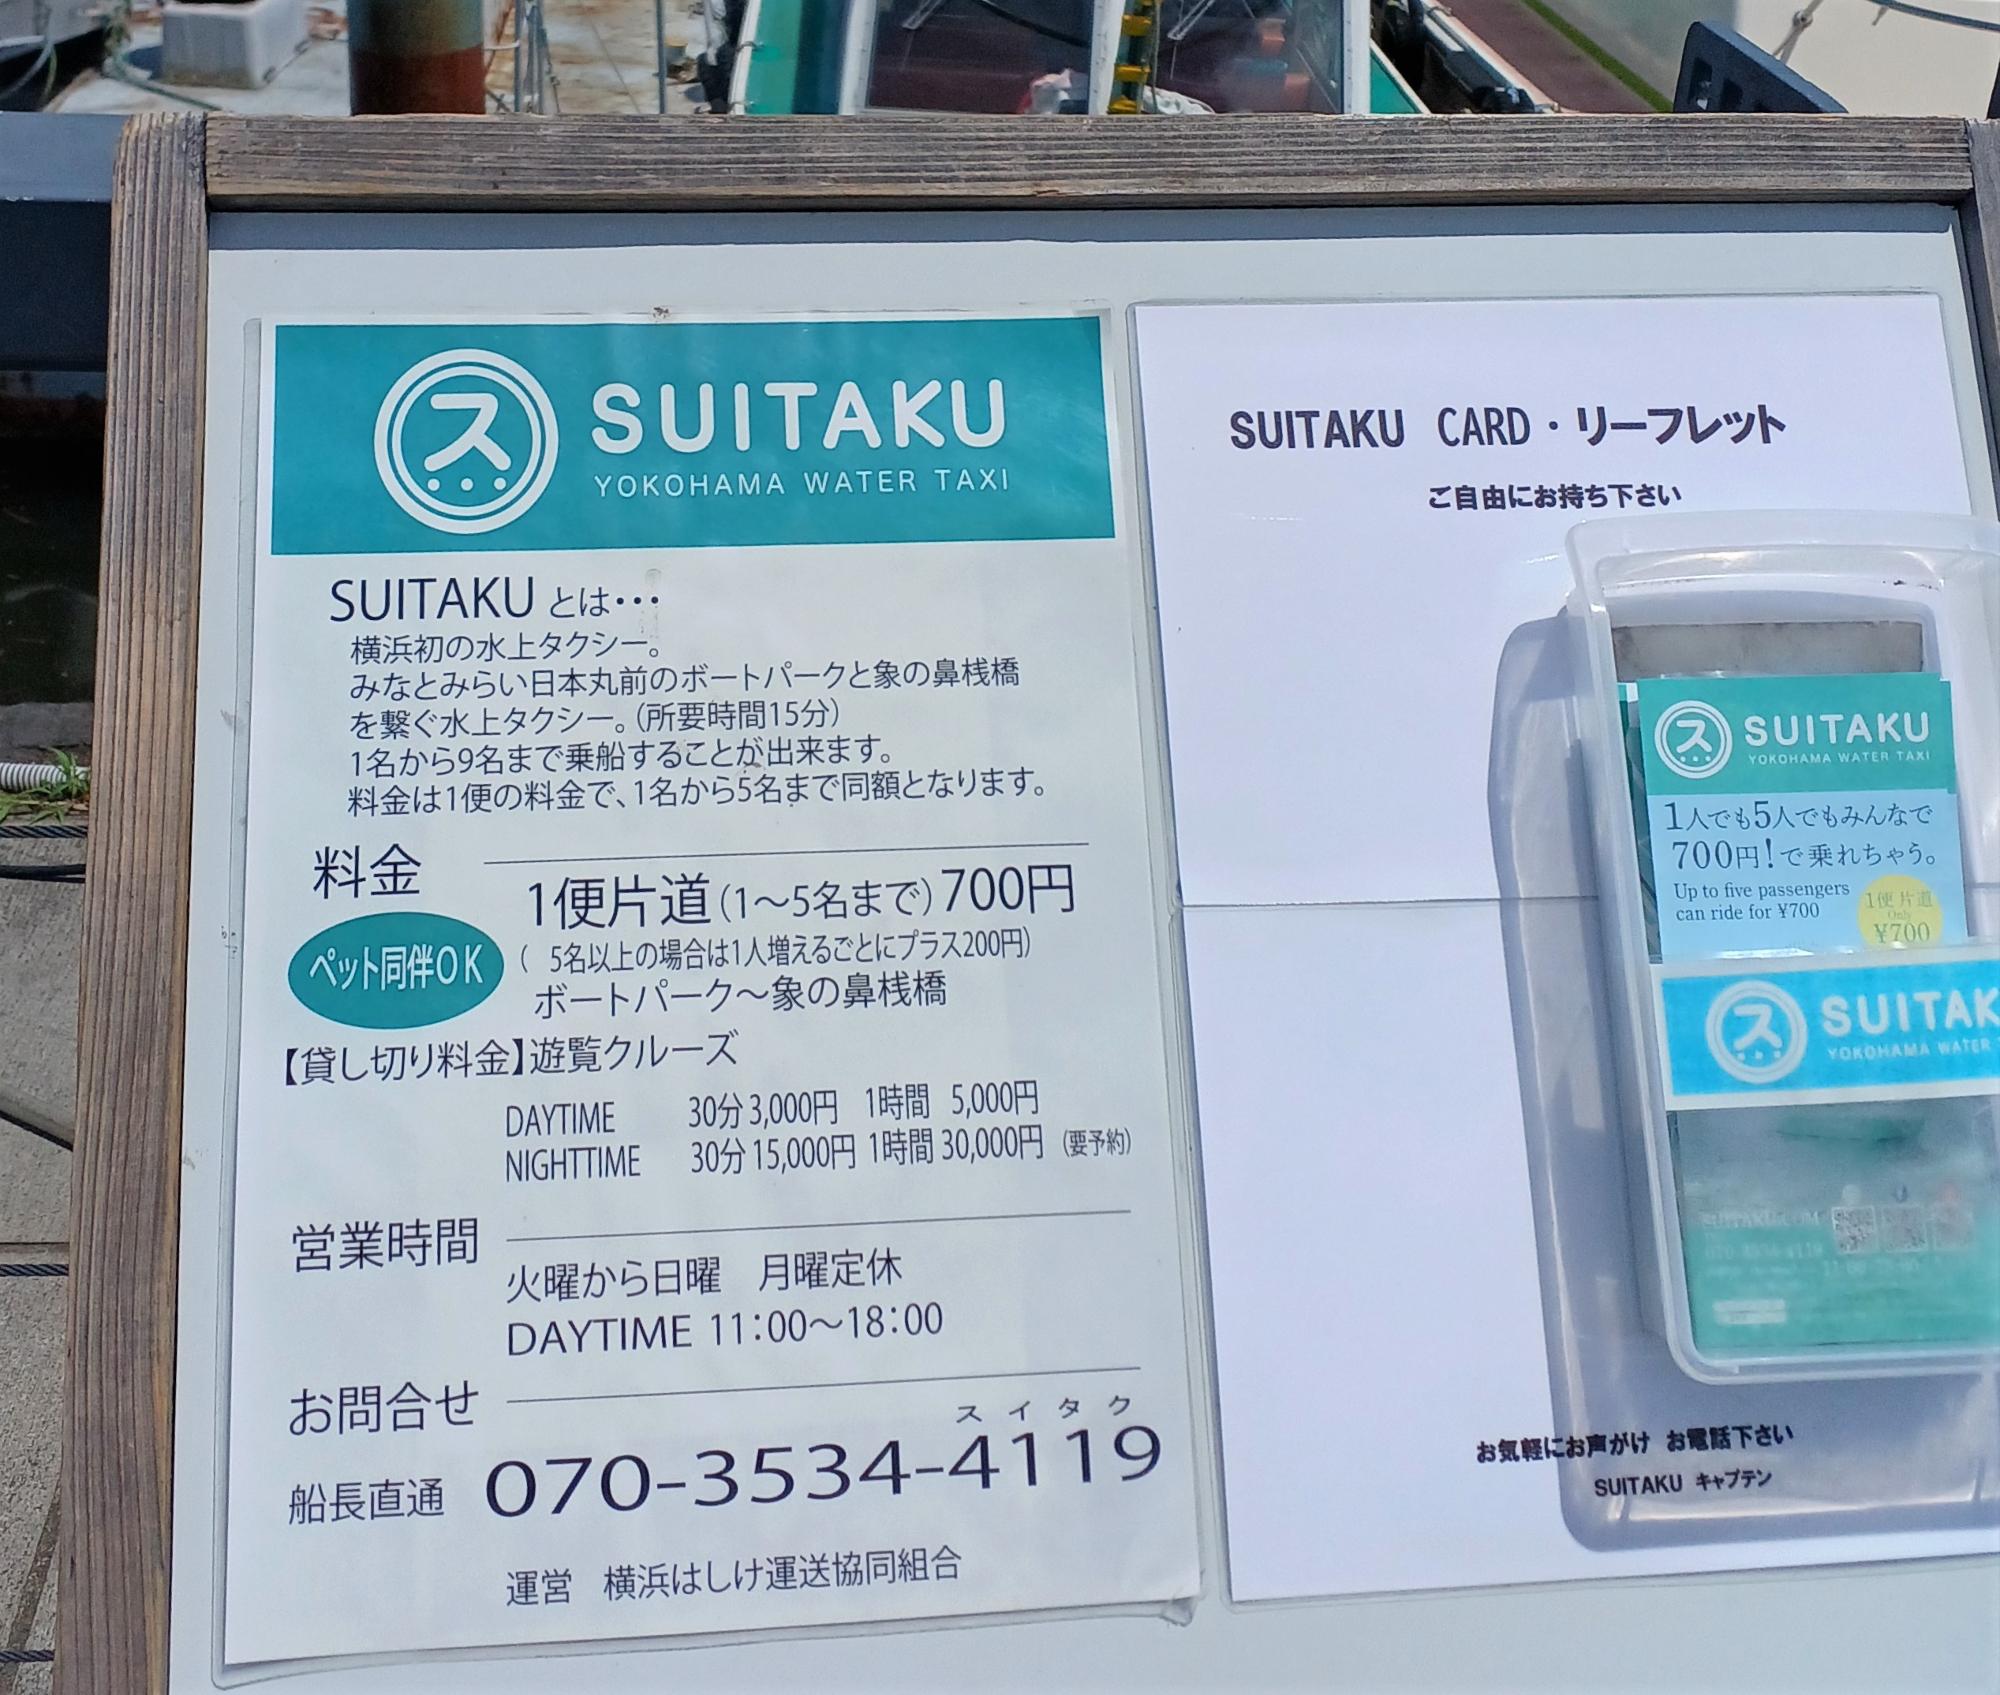 ス
SUITAKU
YOKOHAMA WATER TAXI
SUITAKU とは・・・
横浜初の水上タクシー。
みなとみらい日本丸前のボートパークと象の鼻桟橋
を繋ぐ水上タクシー。（所要時間15分）
1名から9名まで乗船することが出来ます。
料金は1便の料金で、1名から5名まで同額となります。
料金
1便片道（1〜5名まで）700円
（ 5名以上の場合は1人増えるごとにプラス200円）
ペット同伴ＯＫ
ボートパーク〜象の鼻桟橋
【貸し切り料金】遊覧クルーズ
DAYTIME 30分 3,000円 1時間 5,000円
NIGHTTIME 30分 15,000円 1時間 30,000円 （要予約）
営業時間
火曜から日曜 月曜定休
DAYTIME 11：00〜18：00
お問合せ
スイタク
船長直通 070-3534-4119
運営 横浜はしけ運送協同組合
SUITAKU CARD・リーフレット
ご自由にお持ち下さい
ス
SUITAKU
YOKOHAMA WATER TAXI
1人でも5人でもみんなで
700円！で乗れちゃう。
Up to five passengers
can ride for ¥700
1便片道
Only
¥700
ス
SUITAK
YOKOHAMA WATER T
SUITAKU.COM
070-3534-4119
お気軽にお声がけ お電話下さい
SUITAKU キャプテン